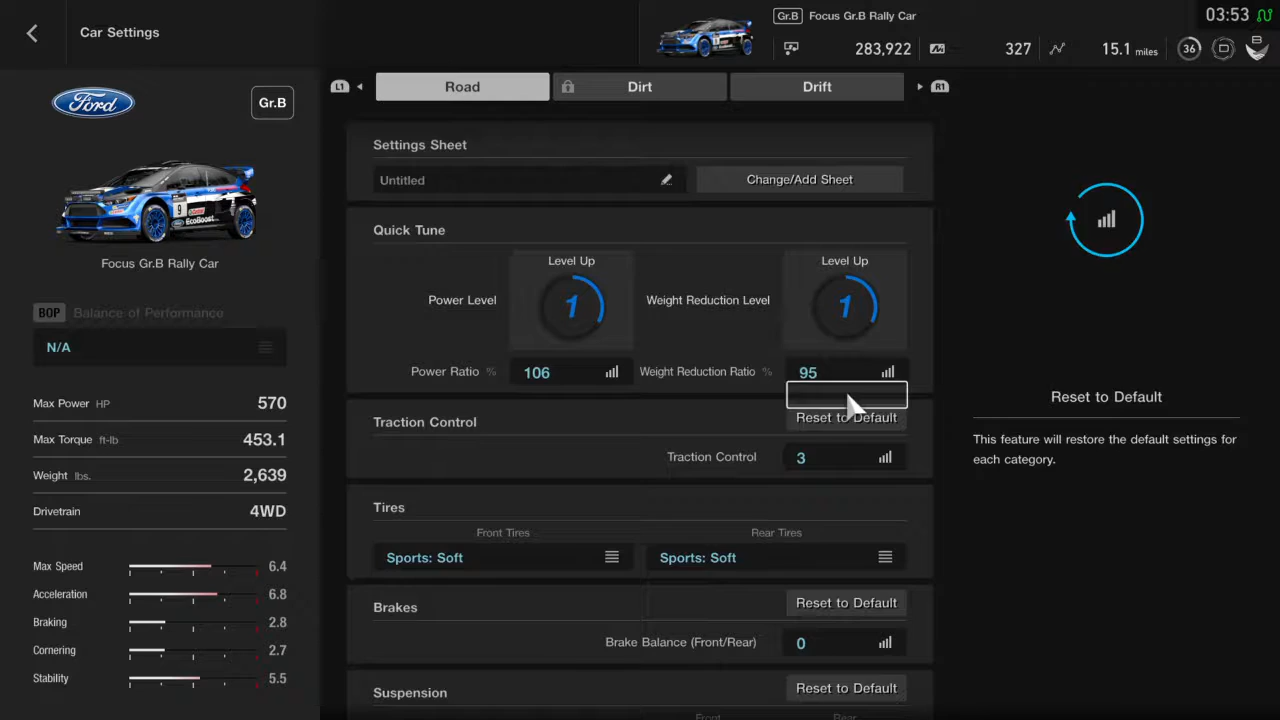 Car Settings
Gr.B Focus Gr.B Rally Car
283,922
327
15.1 miles
36
B
03:53
Ford
Gr.B
9
EcoBoost
Focus Gr.B Rally Car
BOP Balance of Performance
N/A
Max Power HP 570
Max Torque ft-lb 453.1
Weight lbs. 2,639
Drivetrain 4WD
Max Speed 6.4
Acceleration 6.8
Braking 2.8
Cornering 2.7
Stability 5.5
L1 Road Dirt Drift R1
Settings Sheet
Untitled Change/Add Sheet
Quick Tune
Level Up Level Up
Power Level 1 Weight Reduction Level 1
Power Ratio % 106 Weight Reduction Ratio % 95
Traction Control Reset to Default
Traction Control 3
Tires
Front Tires Rear Tires
Sports: Soft Sports: Soft
Brakes Reset to Default
Brake Balance (Front/Rear) 0
Suspension Reset to Default
Front Rear
Reset to Default
This feature will restore the default settings for
each category.